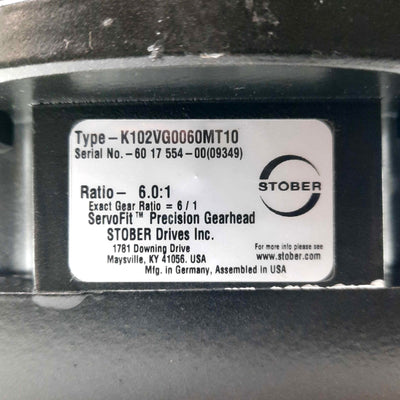 Type – K102VG0060MT10
Serial No. –60 17 554–00(09349)
STOBER
Ratio – 6.0:1
Exact Gear Ratio = 6 / 1
ServoFit™ Precision Gearhead
STOBER Drives Inc.
1781 Downing Drive
Maysville, KY 41056. USA
For more info please see
www.stober.com
Mfg. in Germany, Assembled in USA